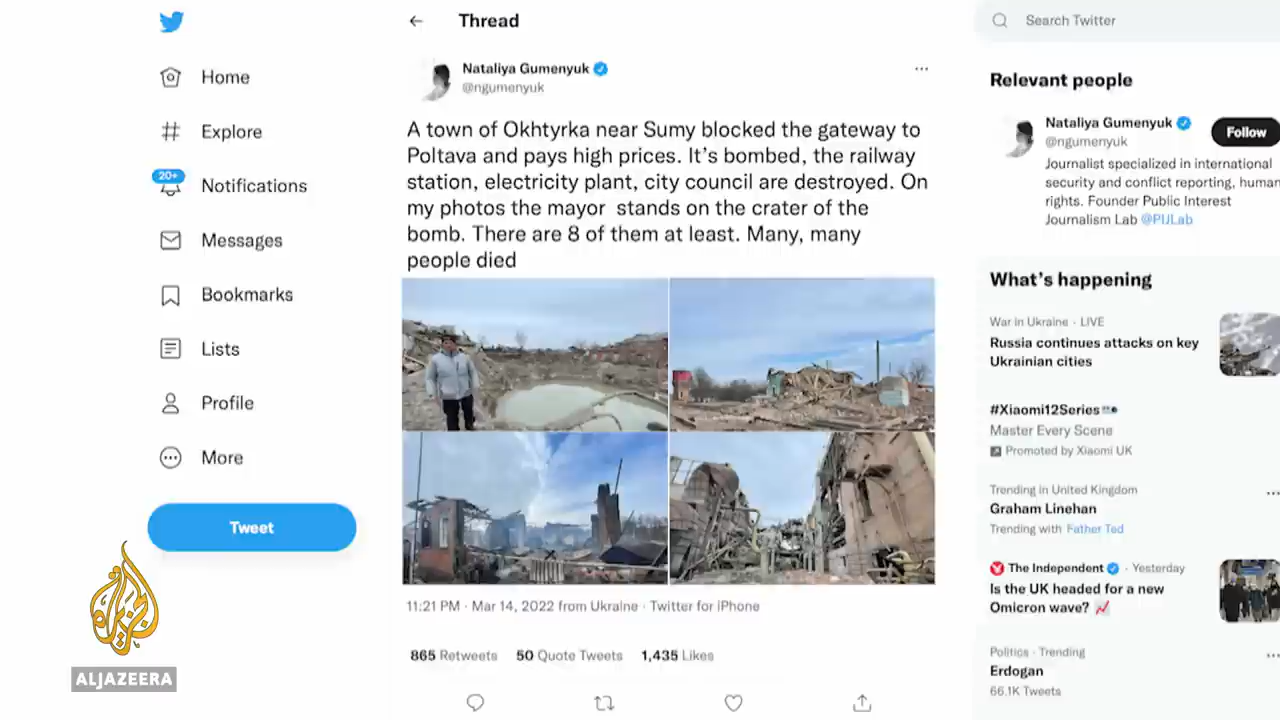 Thread
Search Twitter
Home
Explore
20+
Notifications
Messages
Bookmarks
Lists
Profile
More
Tweet
Nataliya Gumenyuk
@ngumenyuk
A town of Okhtyrka near Sumy blocked the gateway to
Poltava and pays high prices. It's bombed, the railway
station, electricity plant, city council are destroyed. On
my photos the mayor stands on the crater of the
bomb. There are 8 of them at least. Many, many
people died
11:21 PM · Mar 14, 2022 from Ukraine · Twitter for iPhone
865 Retweets 50 Quote Tweets 1,435 Likes
Relevant people
Nataliya Gumenyuk
@ngumenyuk
Follow
Journalist specialized in international
security and conflict reporting, human
rights. Founder Public Interest
Journalism Lab @PIJLab
What's happening
War in Ukraine · LIVE
Russia continues attacks on key
Ukrainian cities
#Xiaomi12Series
Master Every Scene
Promoted by Xiaomi UK
Trending in United Kingdom
Graham Linehan
Trending with Father Ted
The Independent · Yesterday
Is the UK headed for a new
Omicron wave?
Politics · Trending
Erdogan
66.1K Tweets
الجزيرة
ALJAZEERA